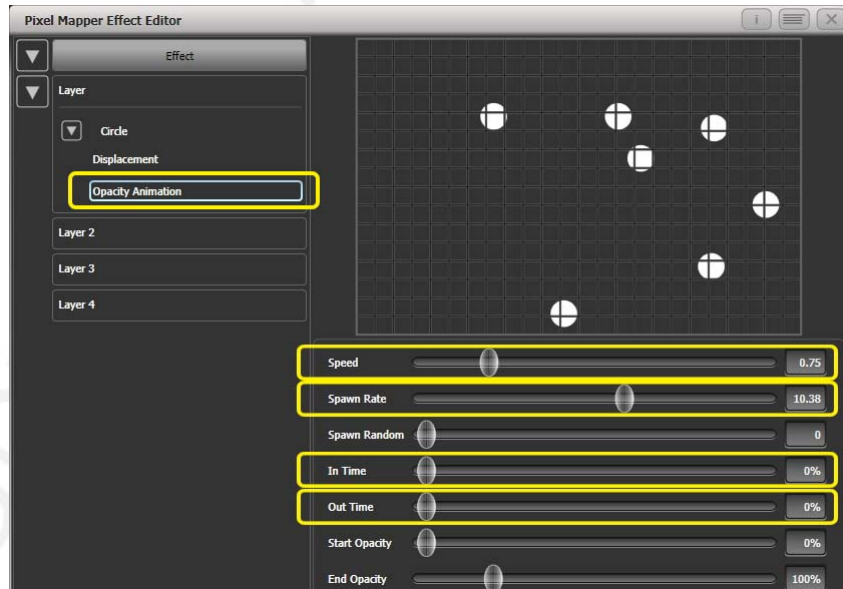 Pixel Mapper Effect Editor
i
Effect
Layer
Circle
Displacement
Opacity Animation
Layer 2
Layer 3
Layer 4
Speed 0.75
Spawn Rate 10.38
Spawn Random 0
In Time 0%
Out Time 0%
Start Opacity 0%
End Opacity 100%